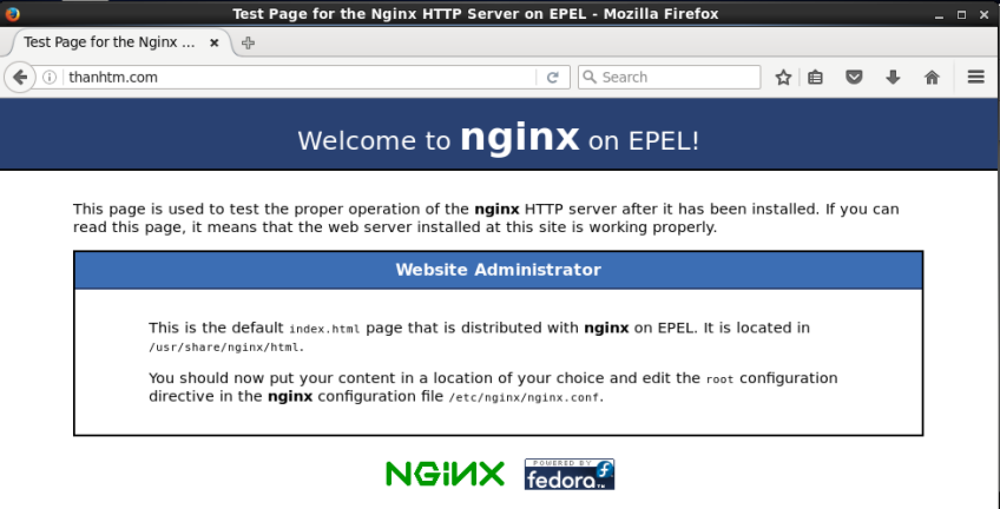 Test Page for the Nginx HTTP Server on EPEL - Mozilla Firefox
Test Page for the Nginx ...
thanhtm.com
Search
Welcome to nginx on EPEL!
This page is used to test the proper operation of the nginx HTTP server after it has been installed. If you can
read this page, it means that the web server installed at this site is working properly.
Website Administrator
This is the default index.html page that is distributed with nginx on EPEL. It is located in
/usr/share/nginx/html.
You should now put your content in a location of your choice and edit the root configuration
directive in the nginx configuration file /etc/nginx/nginx.conf.
NGiNX
POWERED BY
fedora™